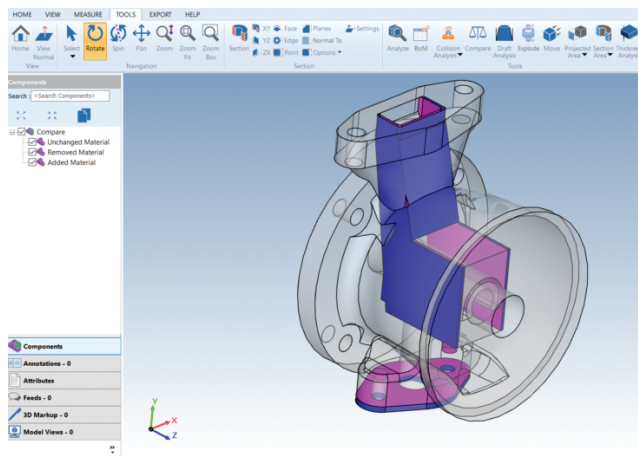 HOME VIEW MEASURE TOOLS EXPORT HELP
XY Face Planes Settings
YZ Edge Normal To
ZX Point Options
Home View Normal Select Rotate Spin Pan Zoom Zoom Fit Zoom Box Section Analyze BoM Collision Analysis Compare Draft Analysis Explode Move Projected Area Section Area Thickness Analysis
View Navigation Section Tools
Components
Search : <Search Components>
Compare
Unchanged Material
Removed Material
Added Material
Components
Annotations - 0
Attributes
Feeds - 0
3D Markup - 0
Model Views - 0
Y
X
Z